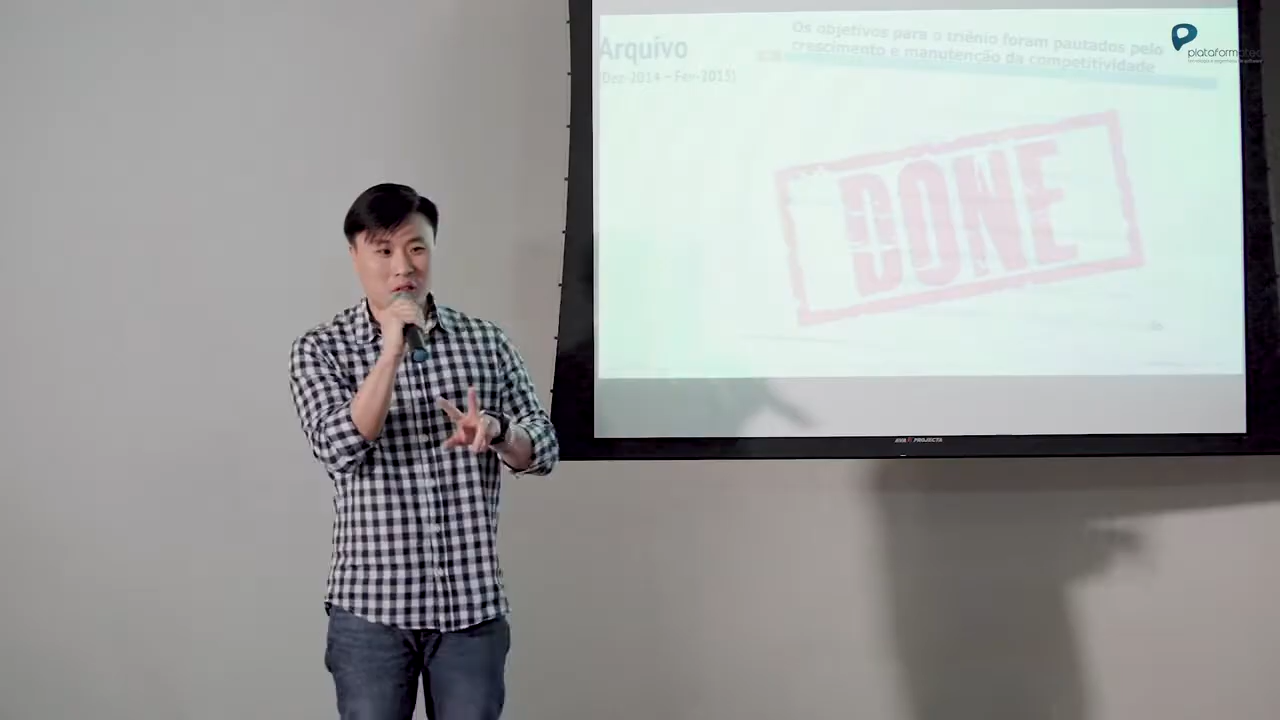 Arquivo
(Dez-2014 – Fev-2015)
Os objetivos para o triênio foram pautados pelo
crescimento e manutenção da competitividade
plataformatec
DONE